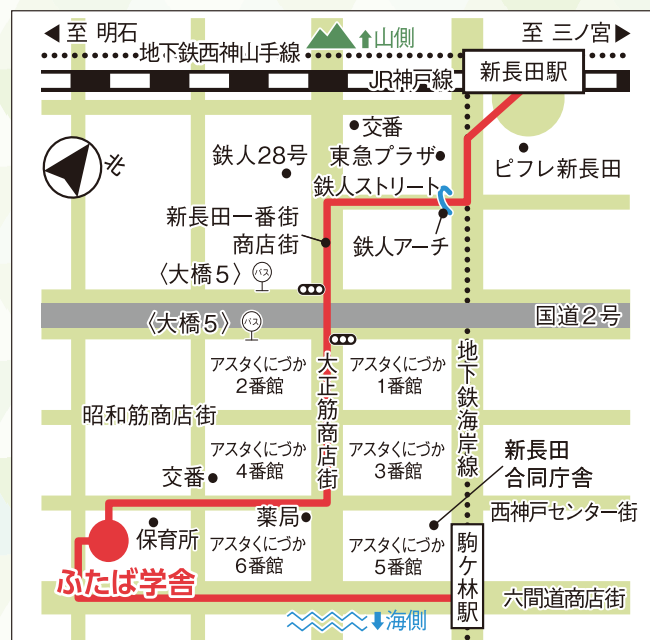 至 明石
至 三ノ宮
山側
地下鉄西神山手線
JR神戸線
新長田駅
交番
鉄人28号
東急プラザ
ピフレ新長田
北
鉄人ストリート
新長田一番街
商店街
鉄人アーチ
〈大橋5〉
バス
国道2号
〈大橋5〉
バス
アスタくにづか
2番館
大正筋商店街
アスタくにづか
1番館
地下鉄海岸線
昭和筋商店街
アスタくにづか
4番館
アスタくにづか
3番館
新長田
合同庁舎
交番
薬局
西神戸センター街
保育所
アスタくにづか
6番館
アスタくにづか
5番館
駒ケ林駅
ふたば学舎
六間道商店街
海側